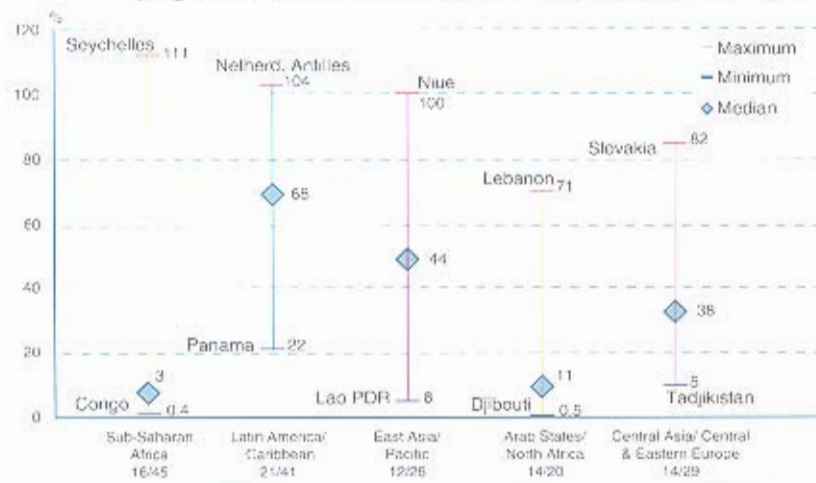 %
120
100
80
60
40
20
0
Seychelles 111
3
Congo 0.4
Netherd. Antilles
104
68
Panama 22
Niue
100
44
Lao PDR 8
Lebanon 71
11
Djibouti 0.5
Slovakia 82
38
5
Tadjikistan
Maximum
Minimum
Median
Sub-Saharan
Africa
16/45
Latin America/
Caribbean
21/41
East Asia/
Pacific
12/26
Arab States/
North Africa
14/20
Central Asia/ Central
& Eastern Europe
14/29